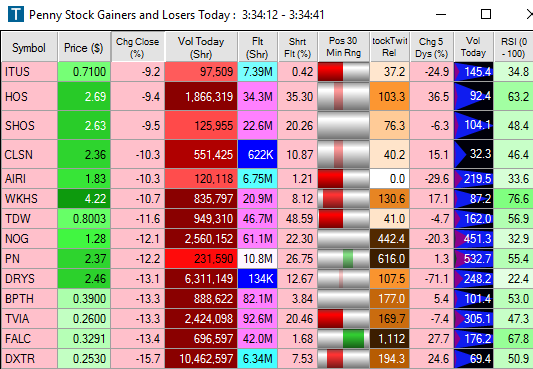 T Penny Stock Gainers and Losers Today : 3:34:12 - 3:34:41
Symbol Price ($) Chg Close (%) Vol Today (Shr) Flt (Shr) Shrt Flt (%) Pos 30 Min Rng tockTwit Rel Chg 5 Dys (%) Vol Today RSI (0 - 100)
ITUS 0.7100 -9.2 97,509 7.39M 0.42 37.2 -24.9 145.4 34.8
HOS 2.69 -9.4 1,866,319 34.3M 35.30 103.3 36.5 92.4 63.2
SHOS 2.63 -9.5 125,955 22.6M 20.26 76.3 -6.3 104.1 48.4
CLSN 2.36 -10.3 551,425 622K 10.87 40.2 15.1 32.3 46.4
AIRI 1.83 -10.3 120,118 6.75M 1.21 0.0 -29.6 219.5 33.6
WKHS 4.22 -10.7 835,797 20.9M 8.12 130.6 17.1 87.2 76.6
TDW 0.8003 -11.6 949,310 46.7M 48.59 41.0 -4.7 162.0 56.9
NOG 1.28 -12.1 2,560,152 61.1M 22.30 442.4 -20.3 451.3 32.9
PN 2.37 -12.2 231,590 10.8M 26.75 616.0 1.3 532.7 55.4
DRYS 2.46 -13.1 6,311,149 134K 12.67 107.5 -71.1 248.2 22.4
BPTH 0.3900 -13.3 888,622 82.1M 3.84 177.0 5.4 101.4 53.0
TVIA 0.2600 -13.3 2,424,098 92.6M 20.46 169.7 -7.4 305.1 47.3
FALC 0.3291 -13.4 696,597 42.0M 1.68 1,112 27.7 176.2 67.8
DXTR 0.2530 -15.7 10,462,597 6.34M 7.53 194.3 24.6 69.4 50.9